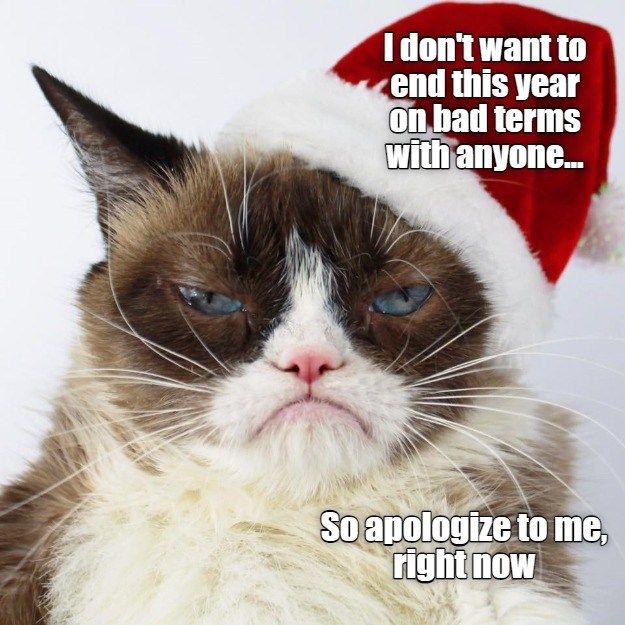 I don't want to
end this year
on bad terms
with anyone...
So apologize to me,
right now